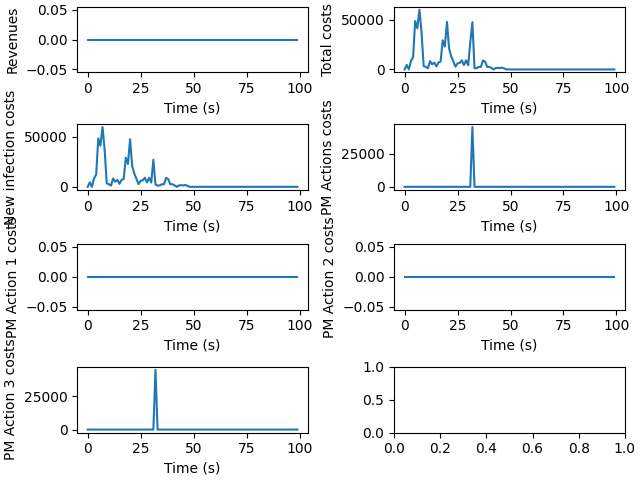 Revenues
0.05
0.00
−0.05
0 25 50 75 100
Time (s)
Total costs
50000
0
0 25 50 75 100
Time (s)
New infection costs
50000
0
0 25 50 75 100
Time (s)
PM Actions costs
25000
0
0 25 50 75 100
Time (s)
PM Action 1 costs
0.05
0.00
−0.05
0 25 50 75 100
Time (s)
PM Action 2 costs
0.05
0.00
−0.05
0 25 50 75 100
Time (s)
PM Action 3 costs
25000
0
0 25 50 75 100
Time (s)
1.0
0.5
0.0
0.0 0.2 0.4 0.6 0.8 1.0